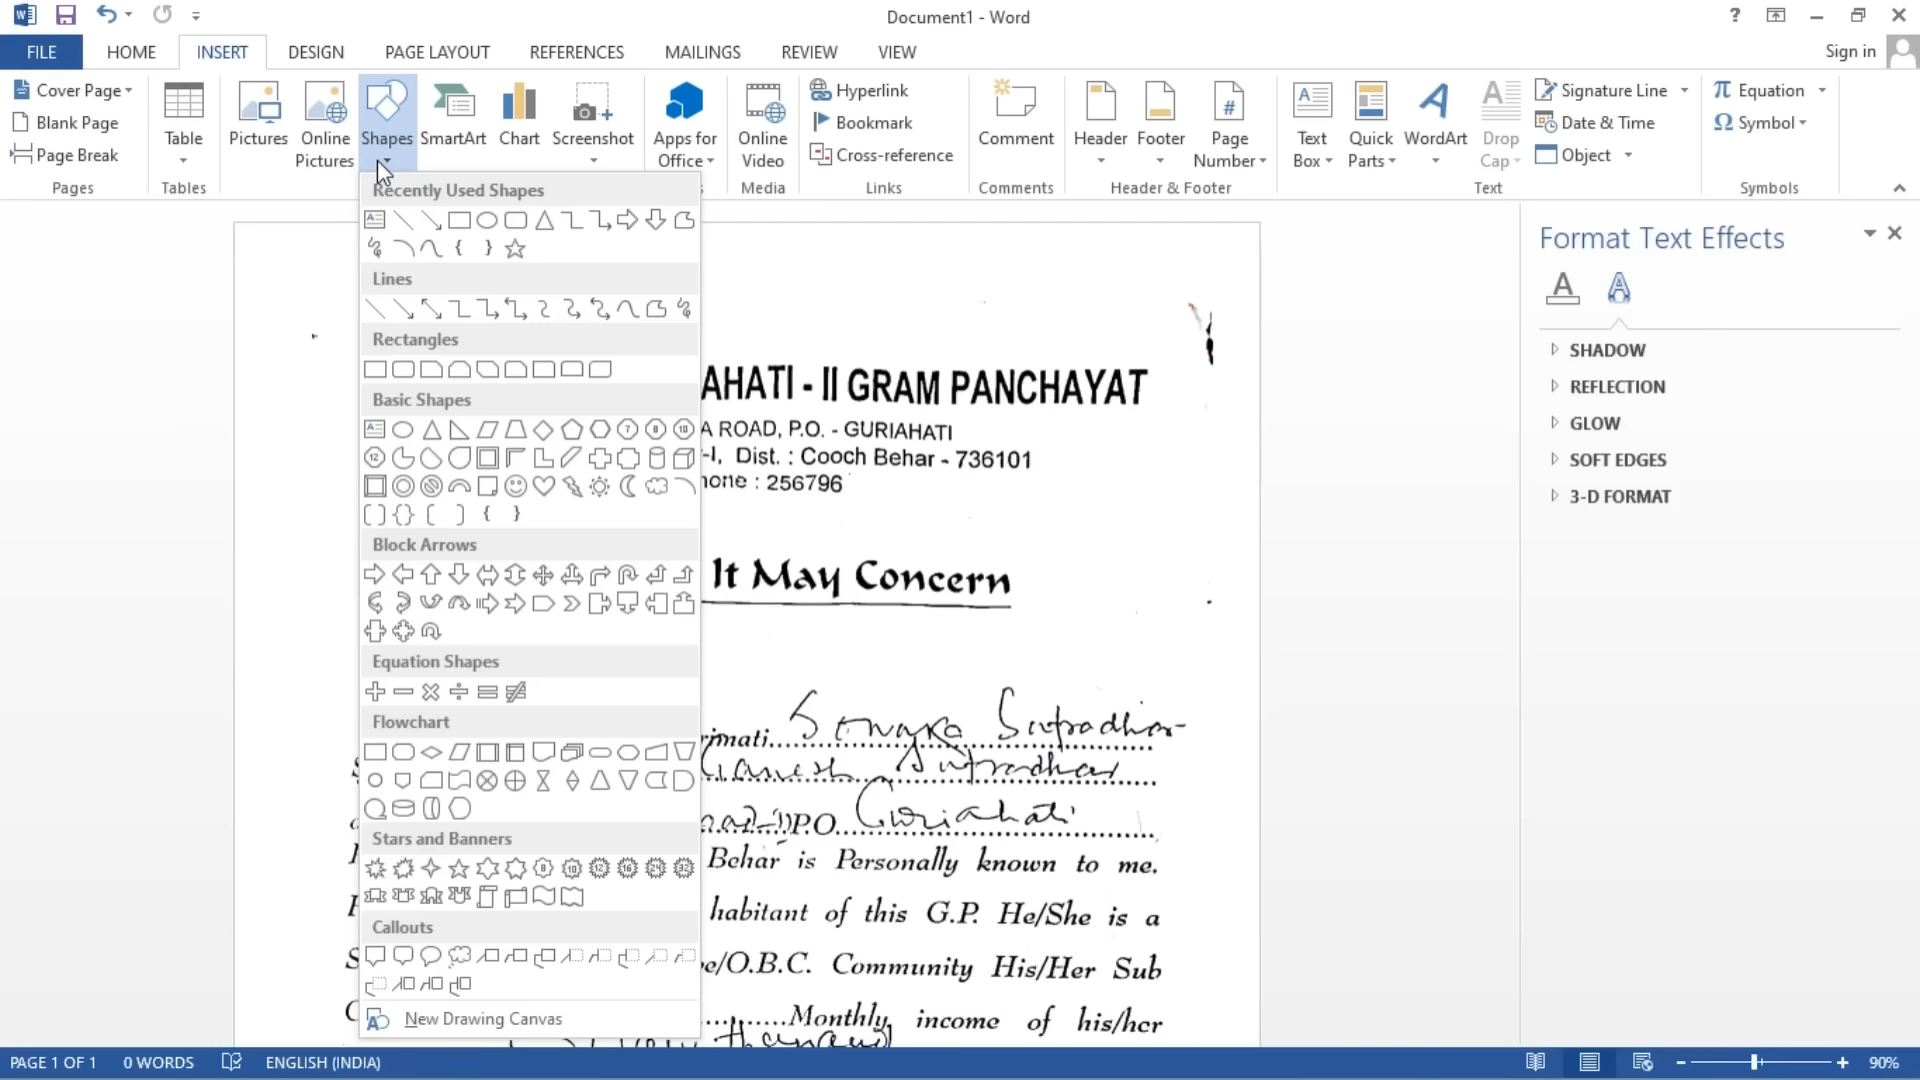 Document1 - Word
?
FILE
HOME
INSERT
DESIGN
PAGE LAYOUT
REFERENCES
MAILINGS
REVIEW
VIEW
Sign in
Cover Page
Blank Page
Page Break
Pages
Table
Tables
Pictures
Online Pictures
Shapes
SmartArt
Chart
Screenshot
Apps for Office
Online Video
Media
Hyperlink
Bookmark
Cross-reference
Links
Comment
Comments
Header
Footer
Page Number
Header & Footer
Text Box
Quick Parts
WordArt
Drop Cap
Signature Line
Date & Time
Object
Text
π Equation
Ω Symbol
Symbols
Recently Used Shapes
Lines
Rectangles
Basic Shapes
Block Arrows
Equation Shapes
Flowchart
Stars and Banners
Callouts
New Drawing Canvas
AHATI - II GRAM PANCHAYAT
A ROAD, P.O. - GURIAHATI
-I, Dist. : Cooch Behar - 736101
hone : 256796
It May Concern
rimati Sutradhar
Ganesh Sutradhar
P.O. Guriahati
Behar is Personally known to me.
habitant of this G.P. He/She is a
be/O.B.C. Community His/Her Sub
Monthly income of his/her
Format Text Effects
SHADOW
REFLECTION
GLOW
SOFT EDGES
3-D FORMAT
PAGE 1 OF 1
0 WORDS
ENGLISH (INDIA)
90%